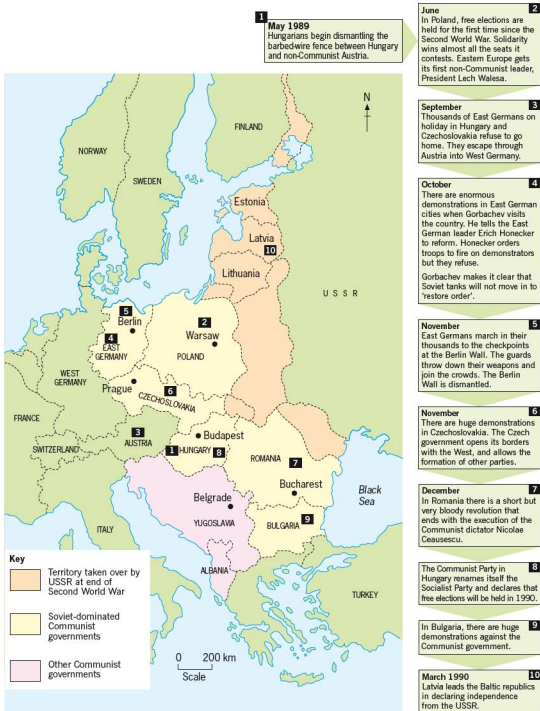 1
May 1989
Hungarians begin dismantling the
barbed-wire fence between Hungary
and non-Communist Austria.
June 2
In Poland, free elections are
held for the first time since the
Second World War. Solidarity
wins almost all the seats it
contests. Eastern Europe gets
its first non-Communist leader,
President Lech Walesa.
September 3
Thousands of East Germans on
holiday in Hungary and
Czechoslovakia refuse to go
home. They escape through
Austria into West Germany.
October 4
There are enormous
demonstrations in East German
cities when Gorbachev visits
the country. He tells the East
German leader Erich Honecker
to reform. Honecker orders
troops to fire on demonstrators
but they refuse.
Gorbachev makes it clear that
Soviet tanks will not move in to
‘restore order’.
November 5
East Germans march in their
thousands to the checkpoints
at the Berlin Wall. The guards
throw down their weapons and
join the crowds. The Berlin
Wall is dismantled.
November 6
There are huge demonstrations
in Czechoslovakia. The Czech
government opens its borders
with the West, and allows the
formation of other parties.
December 7
In Romania there is a short but
very bloody revolution that
ends with the execution of the
Communist dictator Nicolae
Ceausescu.
8
The Communist Party in
Hungary renames itself the
Socialist Party and declares that
free elections will be held in 1990.
9
In Bulgaria, there are huge
demonstrations against the
Communist government.
March 1990 10
Latvia leads the Baltic republics
in declaring independence
from the USSR.
N
FINLAND
NORWAY
SWEDEN
Estonia
Latvia
10
Lithuania
USSR
5
Berlin
2
Warsaw
4
EAST
GERMANY
POLAND
WEST
GERMANY
Prague
6
CZECHOSLOVAKIA
FRANCE
3
AUSTRIA
SWITZERLAND
Budapest
1 HUNGARY 8
ROMANIA
7
Bucharest
Belgrade
Black
Sea
YUGOSLAVIA
9
BULGARIA
ITALY
ALBANIA
TURKEY
Key
Territory taken over by
USSR at end of
Second World War
Soviet-dominated
Communist
governments
Other Communist
governments
0 200 km
Scale